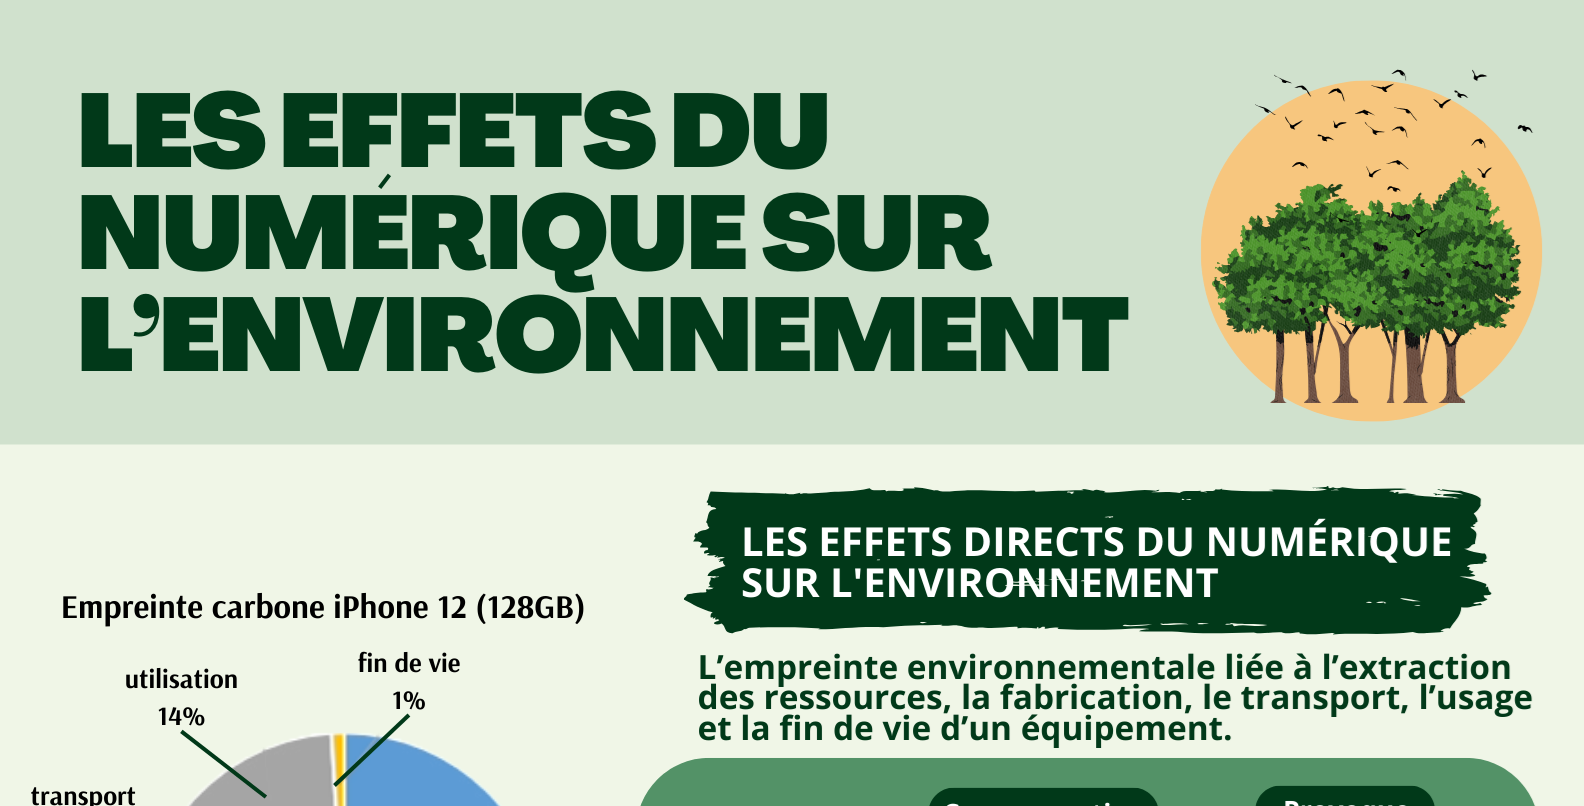 LES EFFETS DU
NUMÉRIQUE SUR
L’ENVIRONNEMENT
LES EFFETS DIRECTS DU NUMÉRIQUE
SUR L'ENVIRONNEMENT
Empreinte carbone iPhone 12 (128GB)
fin de vie
1%
utilisation
14%
transport
L’empreinte environnementale liée à l’extraction
des ressources, la fabrication, le transport, l’usage
et la fin de vie d’un équipement.